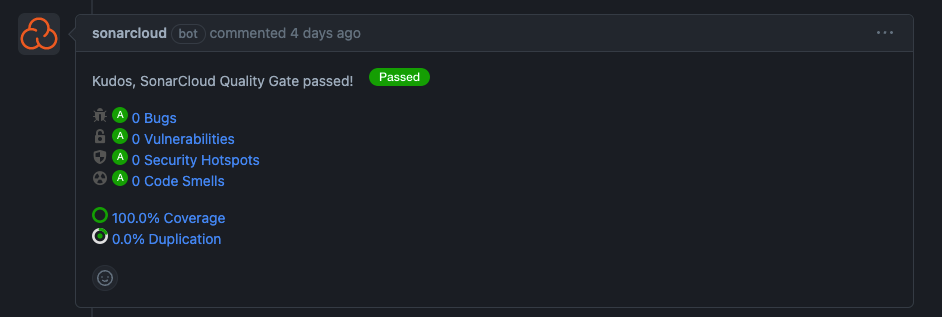 sonarcloud bot commented 4 days ago ...
Kudos, SonarCloud Quality Gate passed! Passed
A 0 Bugs
A 0 Vulnerabilities
A 0 Security Hotspots
A 0 Code Smells
100.0% Coverage
0.0% Duplication